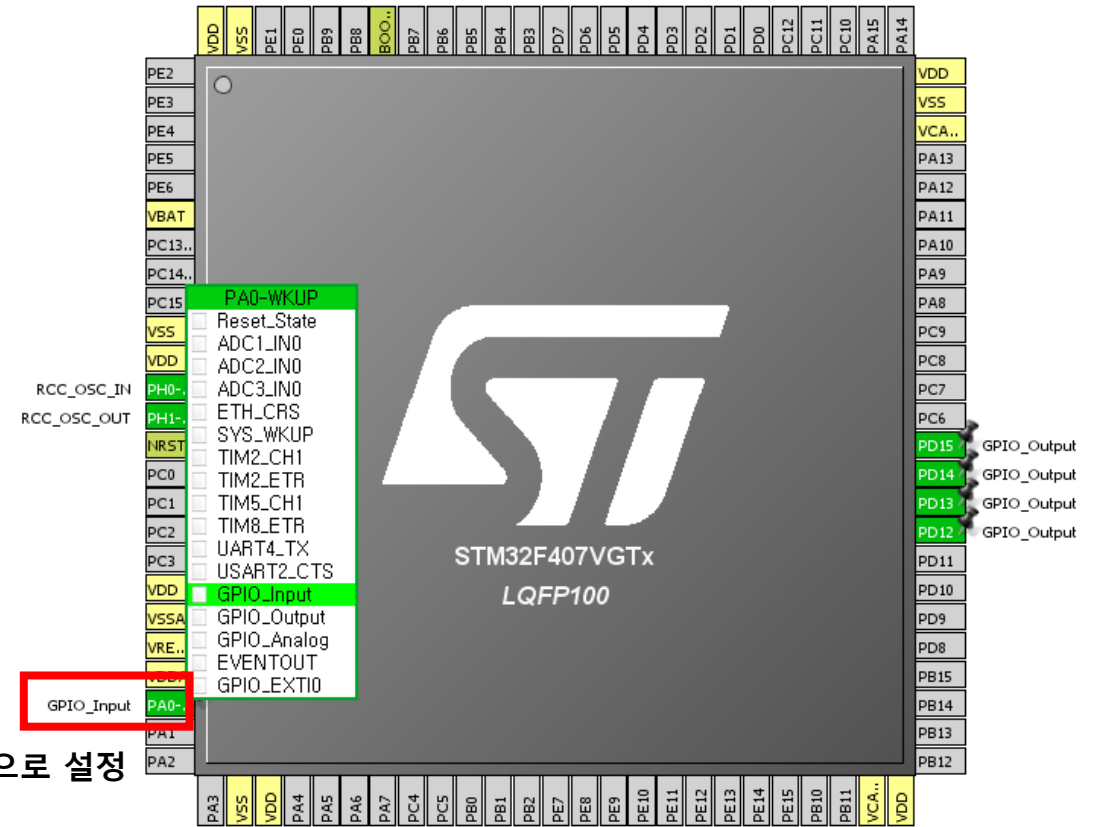 VDD
VSS
PE1
PE0
PB9
PB8
BOO..
PB7
PB6
PB5
PB4
PB3
PD7
PD6
PD5
PD4
PD3
PD2
PD1
PD0
PC12
PC11
PC10
PA15
PA14
PE2
PE3
PE4
PE5
PE6
VBAT
PC13..
PC14..
PC15
VSS
VDD
RCC_OSC_IN PH0-.
RCC_OSC_OUT PH1-.
NRST
PC0
PC1
PC2
PC3
VDD
VSSA
VRE..
GPIO_Input PA0-.
PA1
으로 설정
PA2
PA0-WKUP
Reset_State
ADC1_IN0
ADC2_IN0
ADC3_IN0
ETH_CRS
SYS_WKUP
TIM2_CH1
TIM2_ETR
TIM5_CH1
TIM8_ETR
UART4_TX
USART2_CTS
GPIO_Input
GPIO_Output
GPIO_Analog
EVENTOUT
GPIO_EXTI0
STM32F407VGTx
LQFP100
VDD
VSS
VCA..
PA13
PA12
PA11
PA10
PA9
PA8
PC9
PC8
PC7
PC6
PD15 GPIO_Output
PD14 GPIO_Output
PD13 GPIO_Output
PD12 GPIO_Output
PD11
PD10
PD9
PD8
PB15
PB14
PB13
PB12
PA3
VSS
VDD
PA4
PA5
PA6
PA7
PC4
PC5
PB0
PB1
PB2
PE7
PE8
PE9
PE10
PE11
PE12
PE13
PE14
PE15
PB10
PB11
VCA..
VDD